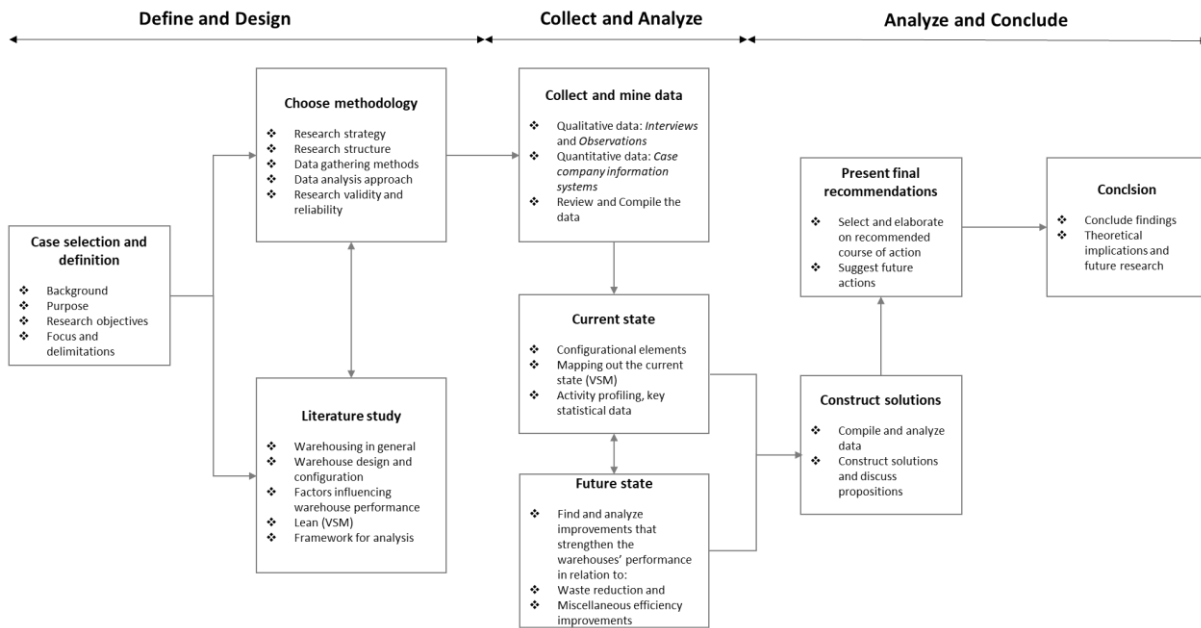 Define and Design
Collect and Analyze
Analyze and Conclude
Case selection and
definition
❖ Background
❖ Purpose
❖ Research objectives
❖ Focus and
delimitations
Choose methodology
❖ Research strategy
❖ Research structure
❖ Data gathering methods
❖ Data analysis approach
❖ Research validity and
reliability
Literature study
❖ Warehousing in general
❖ Warehouse design and
configuration
❖ Factors influencing
warehouse performance
❖ Lean (VSM)
❖ Framework for analysis
Collect and mine data
❖ Qualitative data: Interviews
and Observations
❖ Quantitative data: Case
company information
systems
❖ Review and Compile the
data
Current state
❖ Configurational elements
❖ Mapping out the current
state (VSM)
❖ Activity profiling, key
statistical data
Future state
❖ Find and analyze
improvements that
strengthen the
warehouses’ performance
in relation to:
❖ Waste reduction and
❖ Miscellaneous efficiency
improvements
Construct solutions
❖ Compile and analyze
data
❖ Construct solutions
and discuss
propositions
Present final
recommendations
❖ Select and elaborate
on recommended
course of action
❖ Suggest future
actions
Conclsion
❖ Conclude findings
❖ Theoretical
implications and
future research